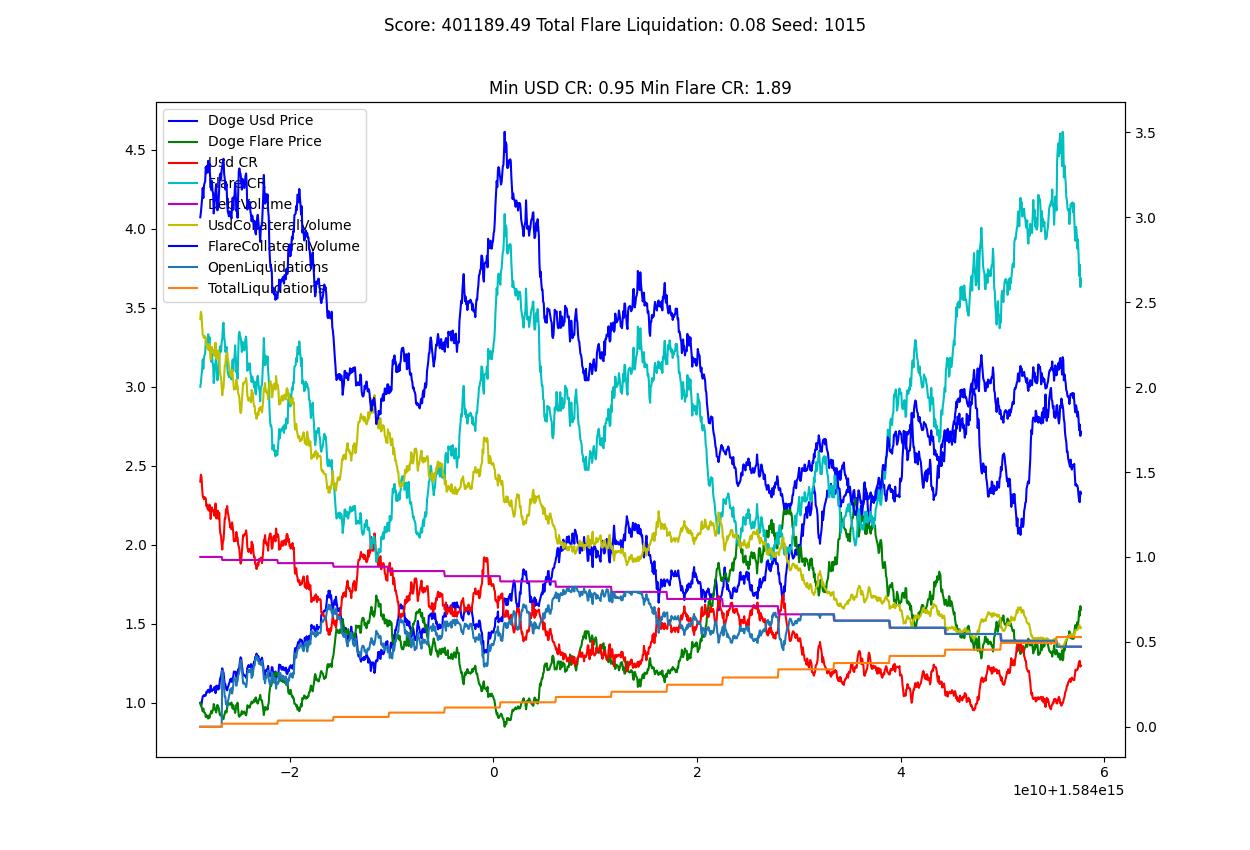 Score: 401189.49 Total Flare Liquidation: 0.08 Seed: 1015
Min USD CR: 0.95 Min Flare CR: 1.89
Doge Usd Price
Doge Flare Price
Usd CR
Flare CR
DebtVolume
UsdCollateralVolume
FlareCollateralVolume
OpenLiquidations
TotalLiquidations
4.5
4.0
3.5
3.0
2.5
2.0
1.5
1.0
3.5
3.0
2.5
2.0
1.5
1.0
0.5
0.0
−2
0
2
4
6
1e10+1.584e15